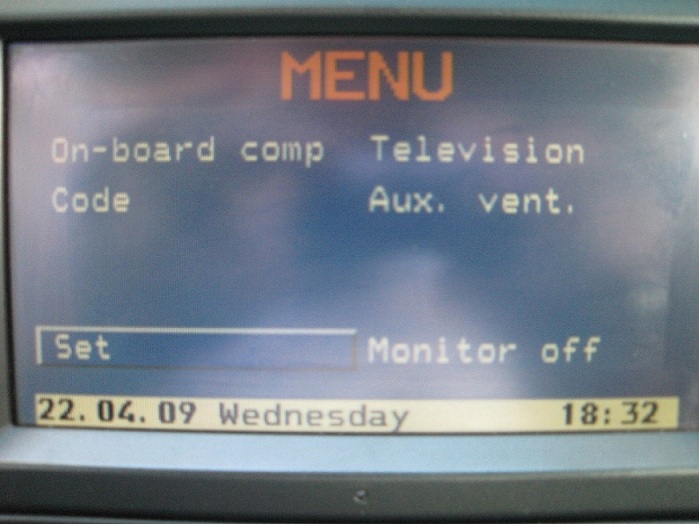 MENU
On-board comp Television
Code Aux. vent.
Set Monitor off
22.04.09 Wednesday 18:32